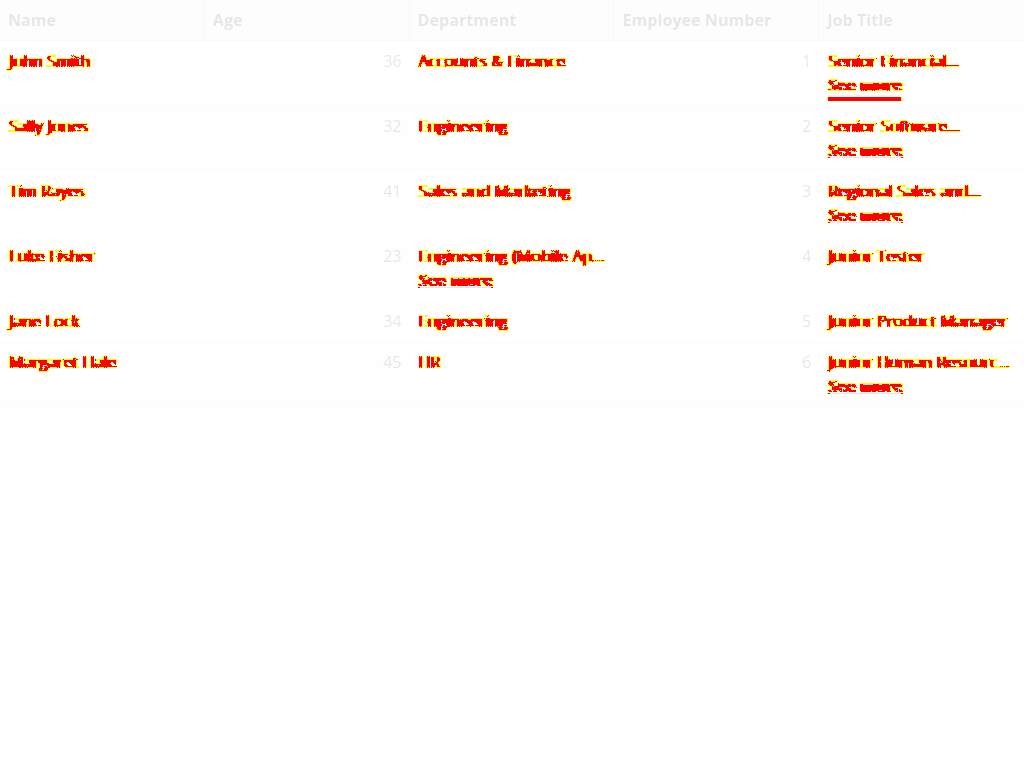 Name Age Department Employee Number Job Title
John Smith 36 Accounts & Finance 1 Senior Financial...
See more
Sally Jones 32 Engineering 2 Senior Software...
See more
Tim Rayes 41 Sales and Marketing 3 Regional Sales and...
See more
Luke Fisher 23 Engineering (Mobile Ap... 4 Junior Tester
See more
Jane Lock 34 Engineering 5 Junior Product Manager
Margaret Hale 45 HR 6 Junior Human Resourc...
See more